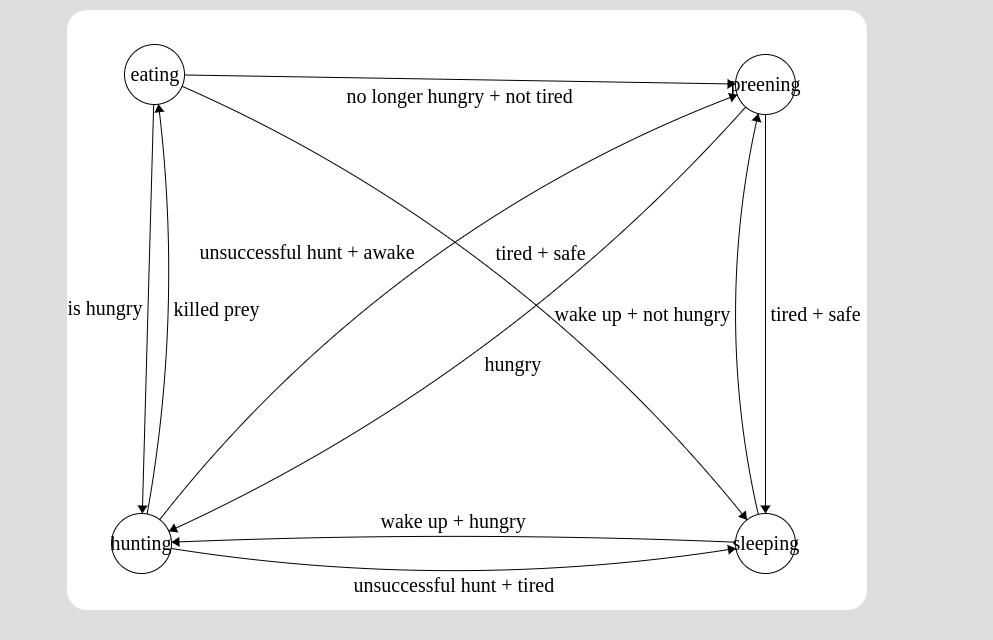 eating
preening
no longer hungry + not tired
unsuccessful hunt + awake
tired + safe
is hungry
killed prey
wake up + not hungry
tired + safe
hungry
wake up + hungry
hunting
sleeping
unsuccessful hunt + tired